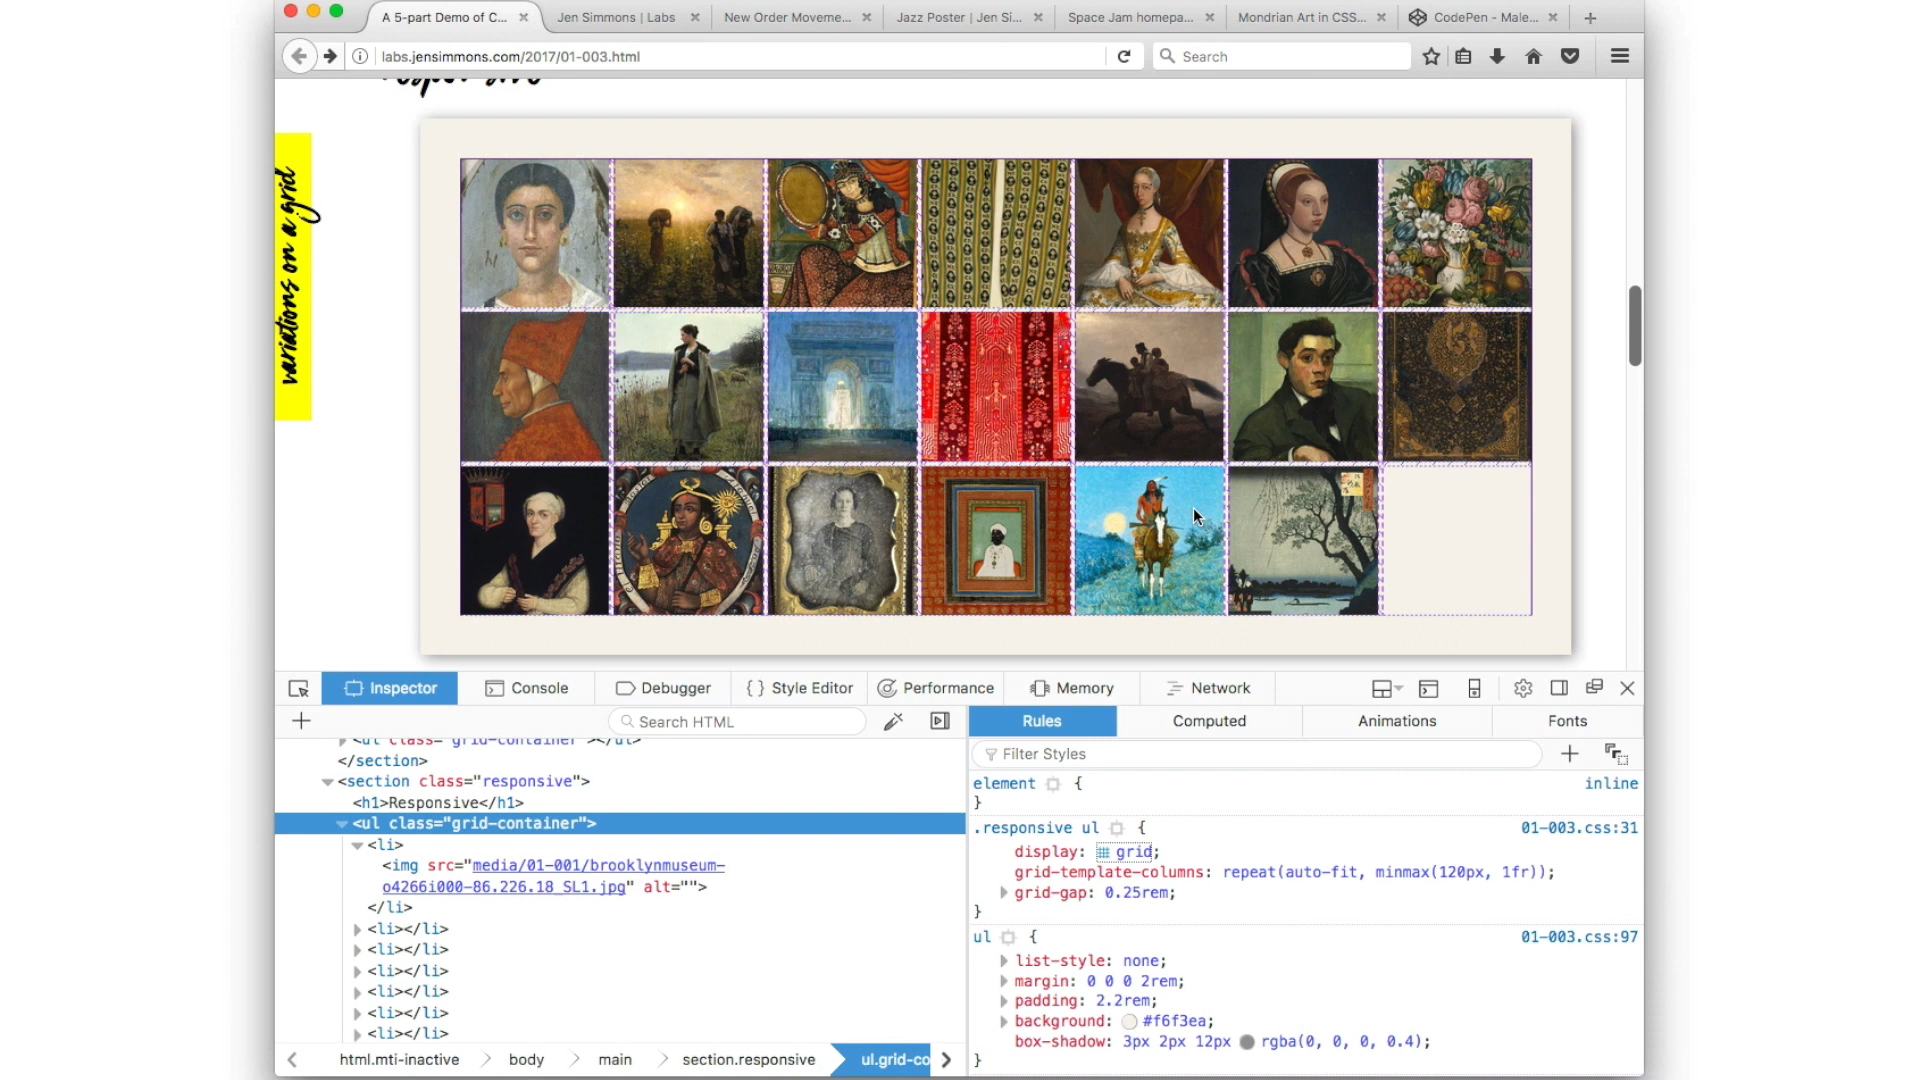 A 5-part Demo of C...
Jen Simmons | Labs
New Order Moveme...
Jazz Poster | Jen Si...
Space Jam homepa...
Mondrian Art in CSS...
CodePen - Male...
labs.jensimmons.com/2017/01-003.html
Search
responsive
variations on a grid
Inspector
Console
Debugger
Style Editor
Performance
Memory
Network
Search HTML
Rules
Computed
Animations
Fonts
Filter Styles
<ul class="grid-container"></ul>
</section>
<section class="responsive">
<h1>Responsive</h1>
<ul class="grid-container">
<li>
<img src="media/01-001/brooklynmuseum-
o4266i000-86.226.18_SL1.jpg" alt="">
</li>
<li></li>
<li></li>
<li></li>
<li></li>
<li></li>
<li></li>
element {
inline
}
.responsive ul {
01-003.css:31
display: grid;
grid-template-columns: repeat(auto-fit, minmax(120px, 1fr));
grid-gap: 0.25rem;
}
ul {
01-003.css:97
list-style: none;
margin: 0 0 0 2rem;
padding: 2.2rem;
background: #f6f3ea;
box-shadow: 3px 2px 12px rgba(0, 0, 0, 0.4);
}
html.mti-inactive
body
main
section.responsive
ul.grid-co